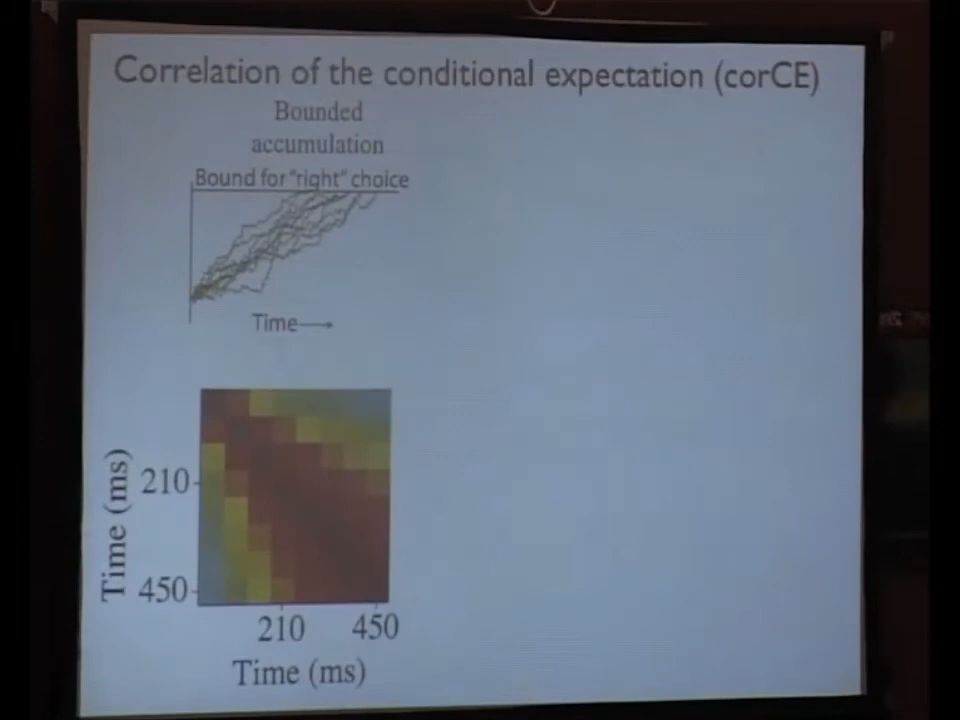 Correlation of the conditional expectation (corCE)
Bounded
accumulation
Bound for "right" choice
Time
210
450
Time (ms)
210 450
Time (ms)